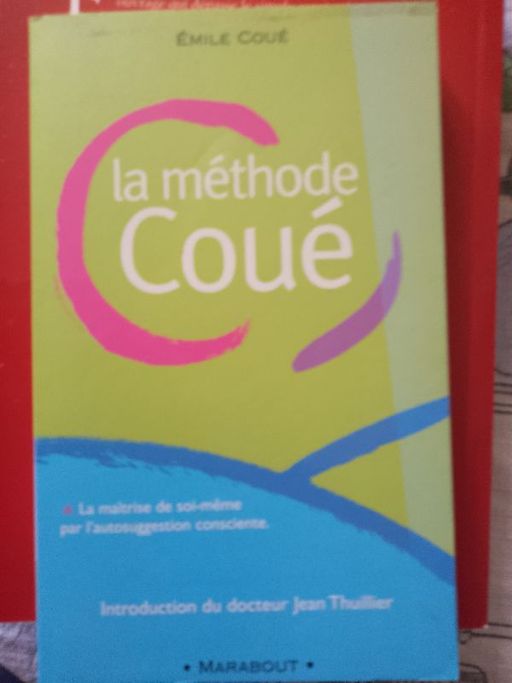 ÉMILE COUÉ
la méthode
Coué
La maîtrise de soi-même
par l'autosuggestion consciente.
Introduction du docteur Jean Thuillier
• MARABOUT •